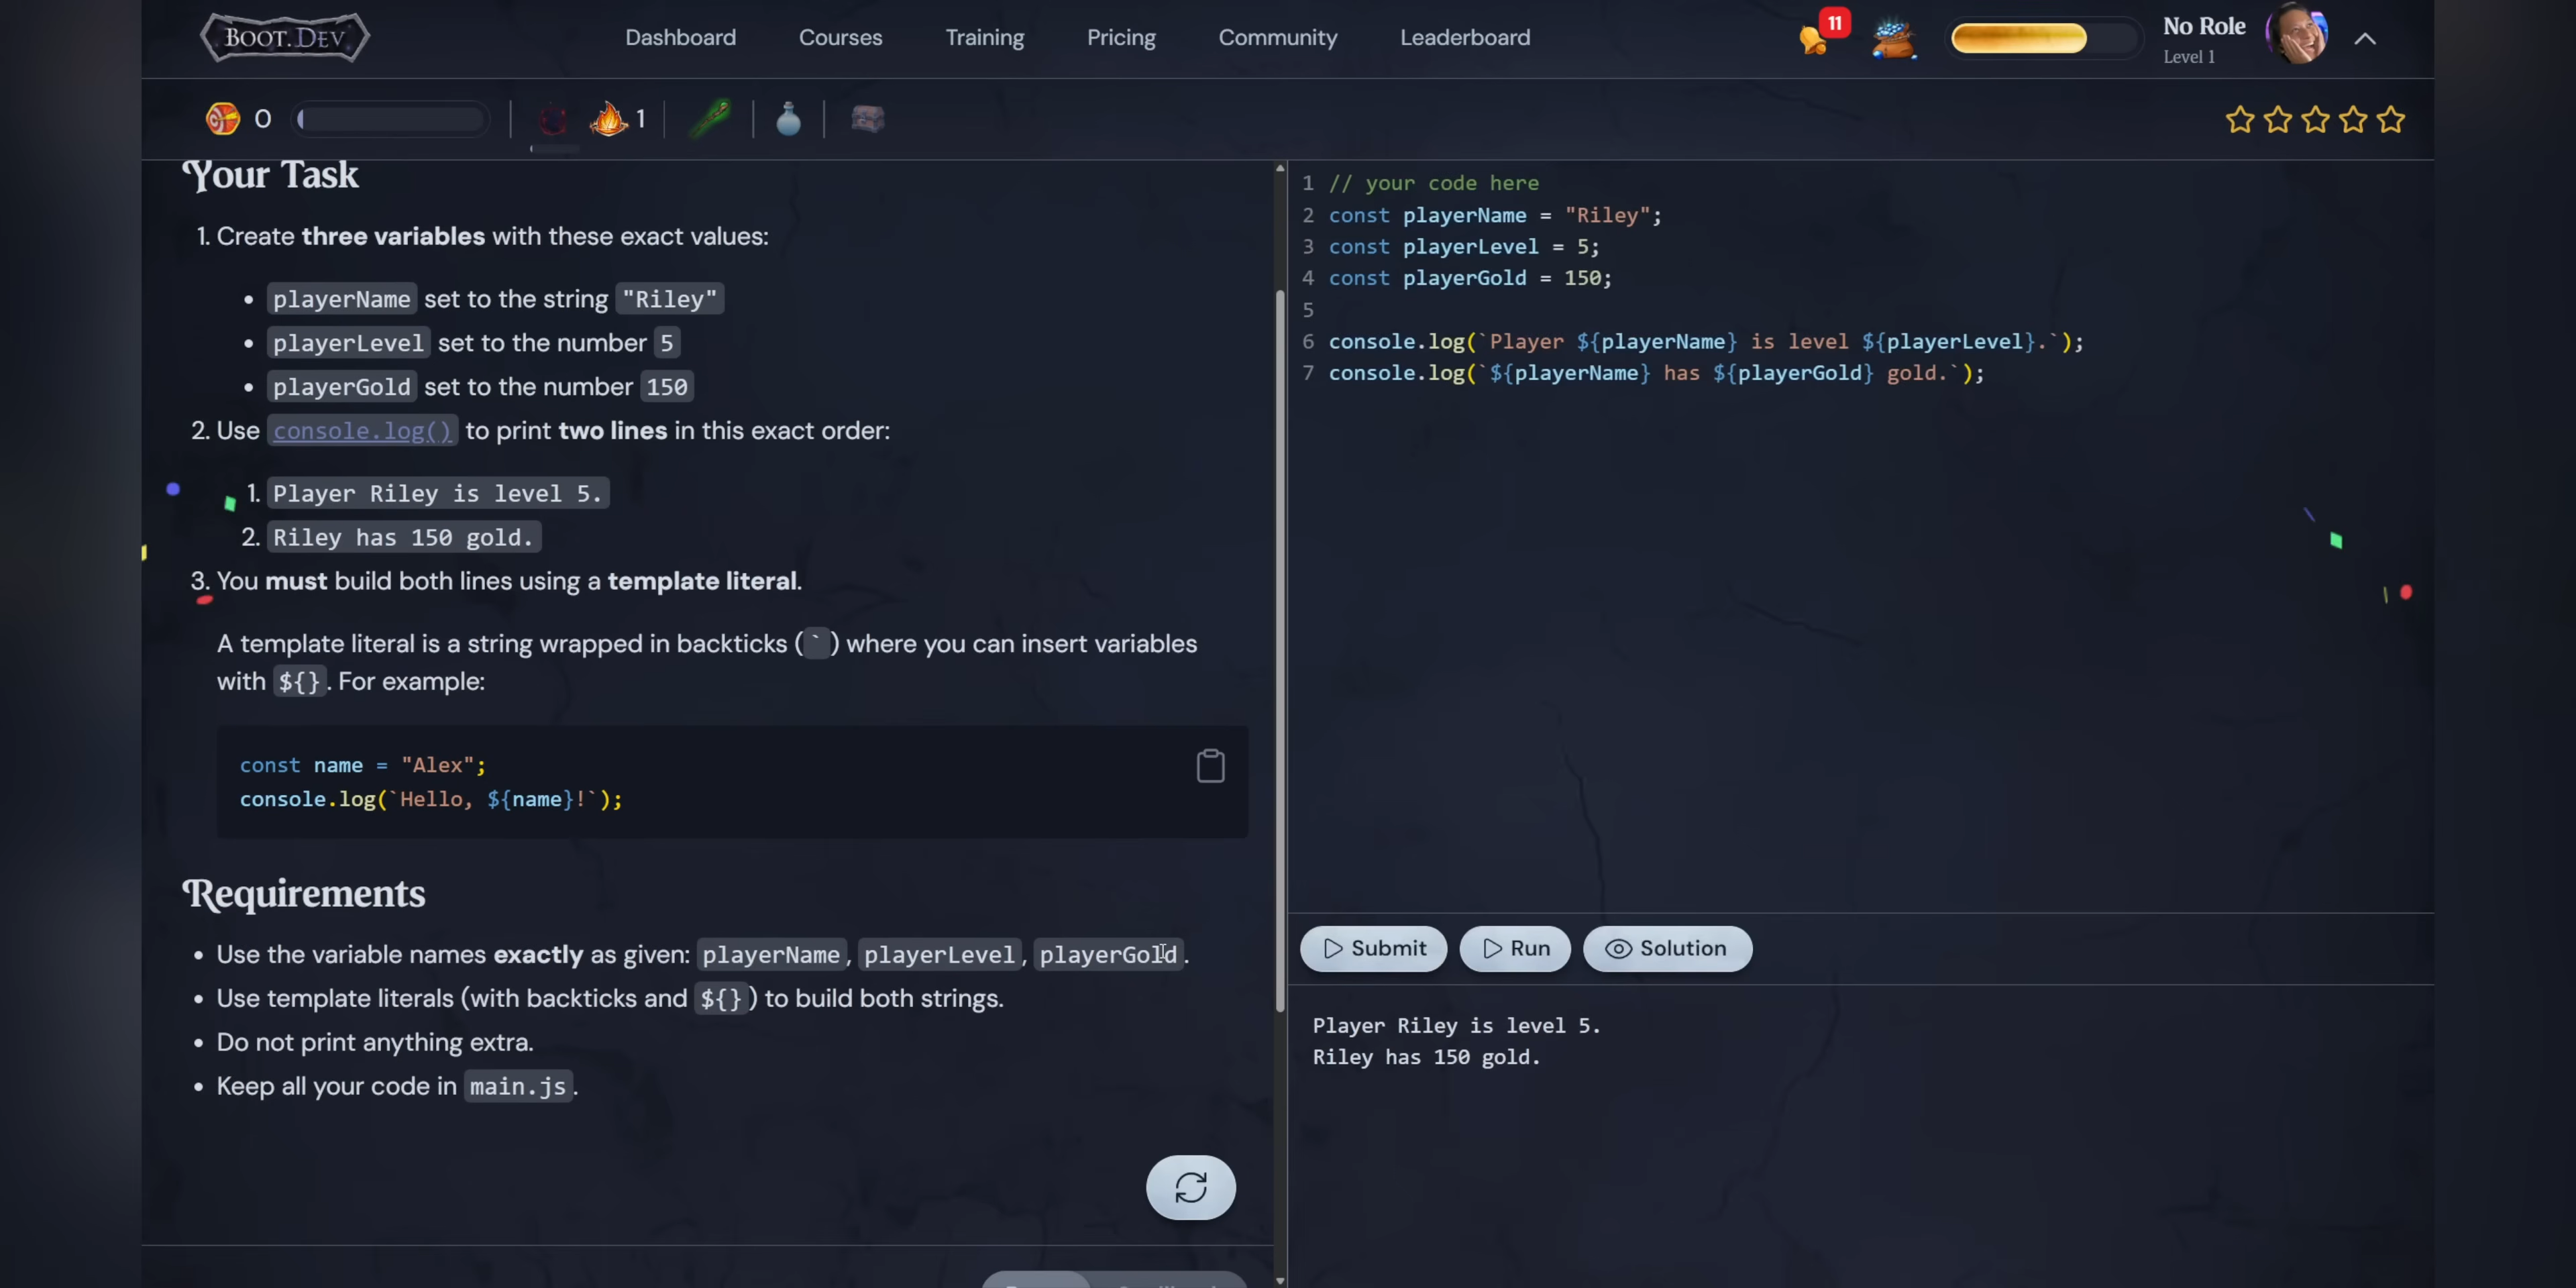 BOOT.DEV
Dashboard
Courses
Training
Pricing
Community
Leaderboard
11
No Role
Level 1
0
1
Your Task
1. Create three variables with these exact values:
• playerName set to the string "Riley"
• playerLevel set to the number 5
• playerGold set to the number 150
2. Use console.log() to print two lines in this exact order:
1. Player Riley is level 5.
2. Riley has 150 gold.
3. You must build both lines using a template literal.
A template literal is a string wrapped in backticks (`) where you can insert variables
with ${}. For example:
const name = "Alex";
console.log(`Hello, ${name}!`);
Requirements
• Use the variable names exactly as given: playerName, playerLevel, playerGold.
• Use template literals (with backticks and ${}) to build both strings.
• Do not print anything extra.
• Keep all your code in main.js.
1 // your code here
2 const playerName = "Riley";
3 const playerLevel = 5;
4 const playerGold = 150;
5
6 console.log(`Player ${playerName} is level ${playerLevel}.`);
7 console.log(`${playerName} has ${playerGold} gold.`);
Submit
Run
Solution
Player Riley is level 5.
Riley has 150 gold.